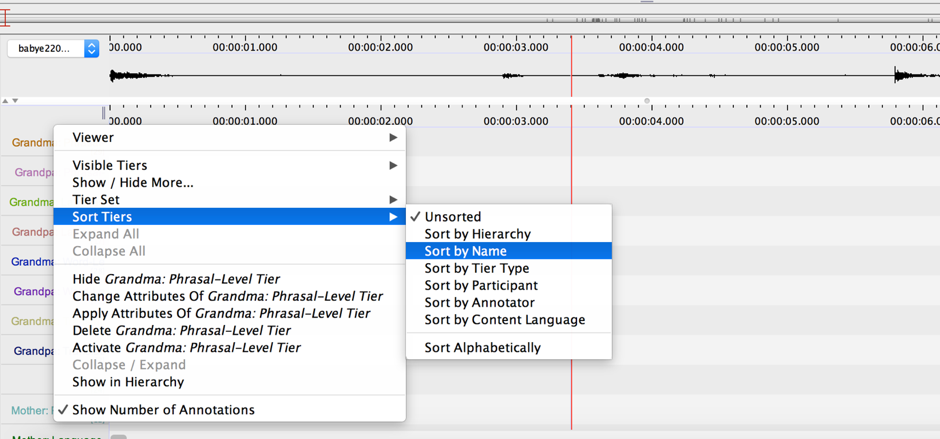 babye220...
00.000 00:00:01.000 00:00:02.000 00:00:03.000 00:00:04.000 00:00:05.000 00:00:06.0
00.000 00:00:01.000 00:00:02.000 00:00:03.000 00:00:04.000 00:00:05.000 00:00:06.0
Grandma
Grandpa
Grandma
Grandpa
Grandma
Grandpa
Grandma
Grandpa
Mother: F
Mother: Language
Viewer
Visible Tiers
Show / Hide More...
Tier Set
Sort Tiers
Expand All
Collapse All
Hide Grandma: Phrasal-Level Tier
Change Attributes Of Grandma: Phrasal-Level Tier
Apply Attributes Of Grandma: Phrasal-Level Tier
Delete Grandma: Phrasal-Level Tier
Activate Grandma: Phrasal-Level Tier
Collapse / Expand
Show in Hierarchy
✓ Show Number of Annotations
✓ Unsorted
Sort by Hierarchy
Sort by Name
Sort by Tier Type
Sort by Participant
Sort by Annotator
Sort by Content Language
Sort Alphabetically